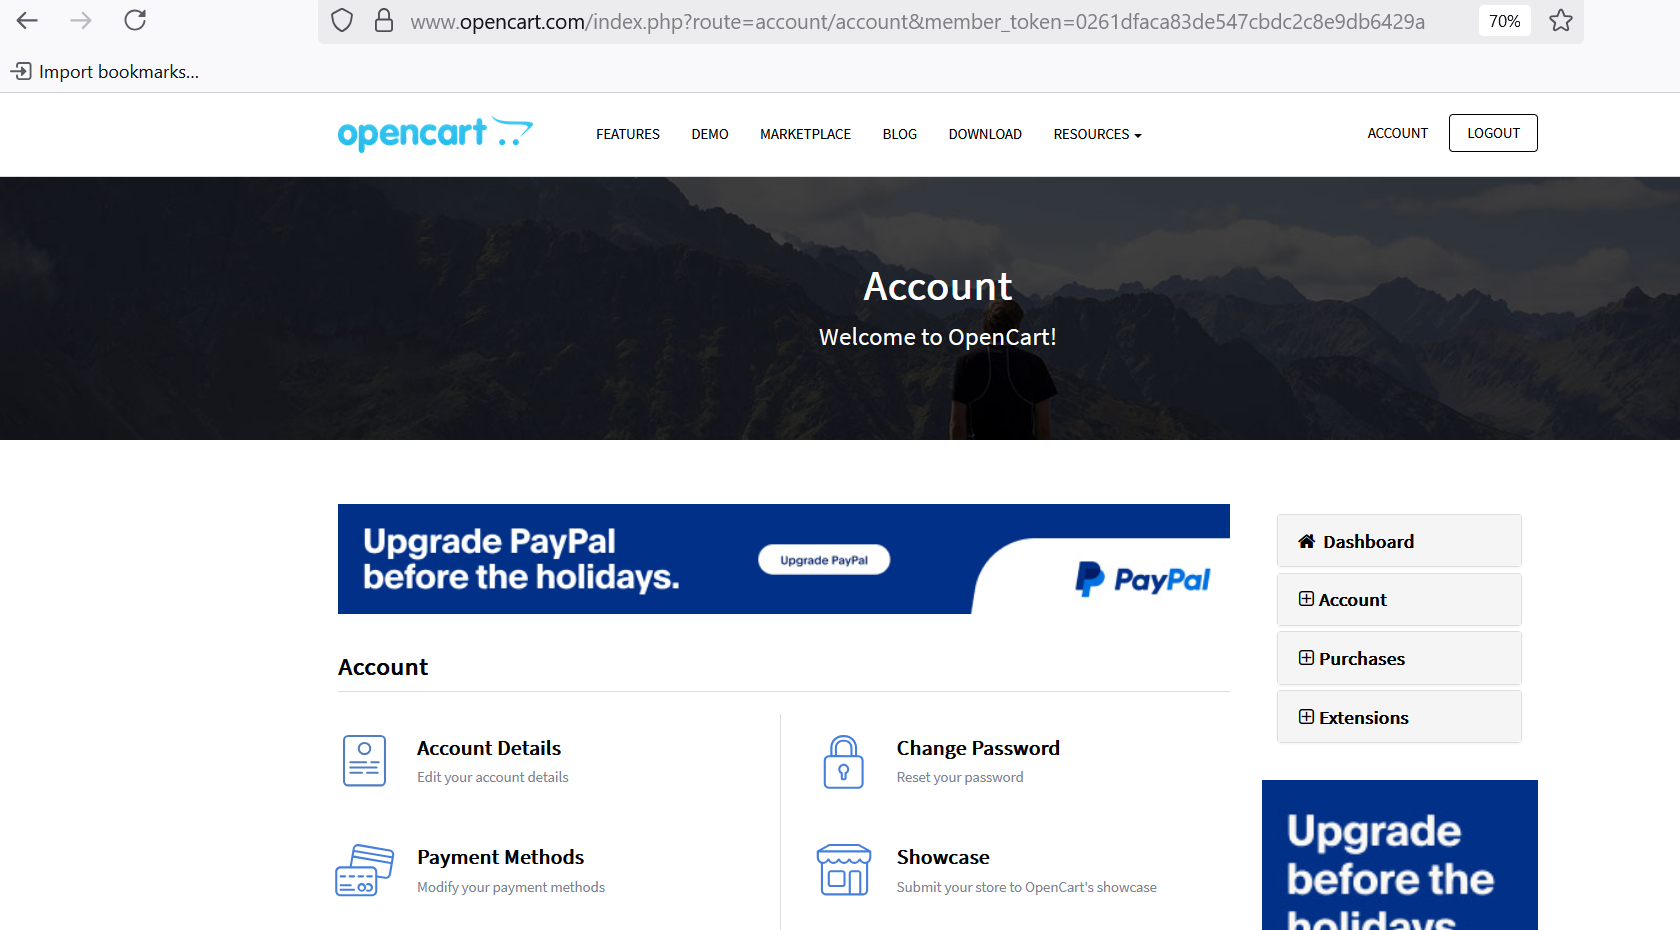 www.opencart.com/index.php?route=account/account&member_token=0261dfaca83de547cbdc2c8e9db6429a
70%
Import bookmarks...
opencart
FEATURES
DEMO
MARKETPLACE
BLOG
DOWNLOAD
RESOURCES
ACCOUNT
LOGOUT
Account
Welcome to OpenCart!
Upgrade PayPal
before the holidays.
Upgrade PayPal
PayPal
Dashboard
Account
Purchases
Extensions
Account
Account Details
Edit your account details
Change Password
Reset your password
Payment Methods
Modify your payment methods
Showcase
Submit your store to OpenCart's showcase
Upgrade
before the
holidays